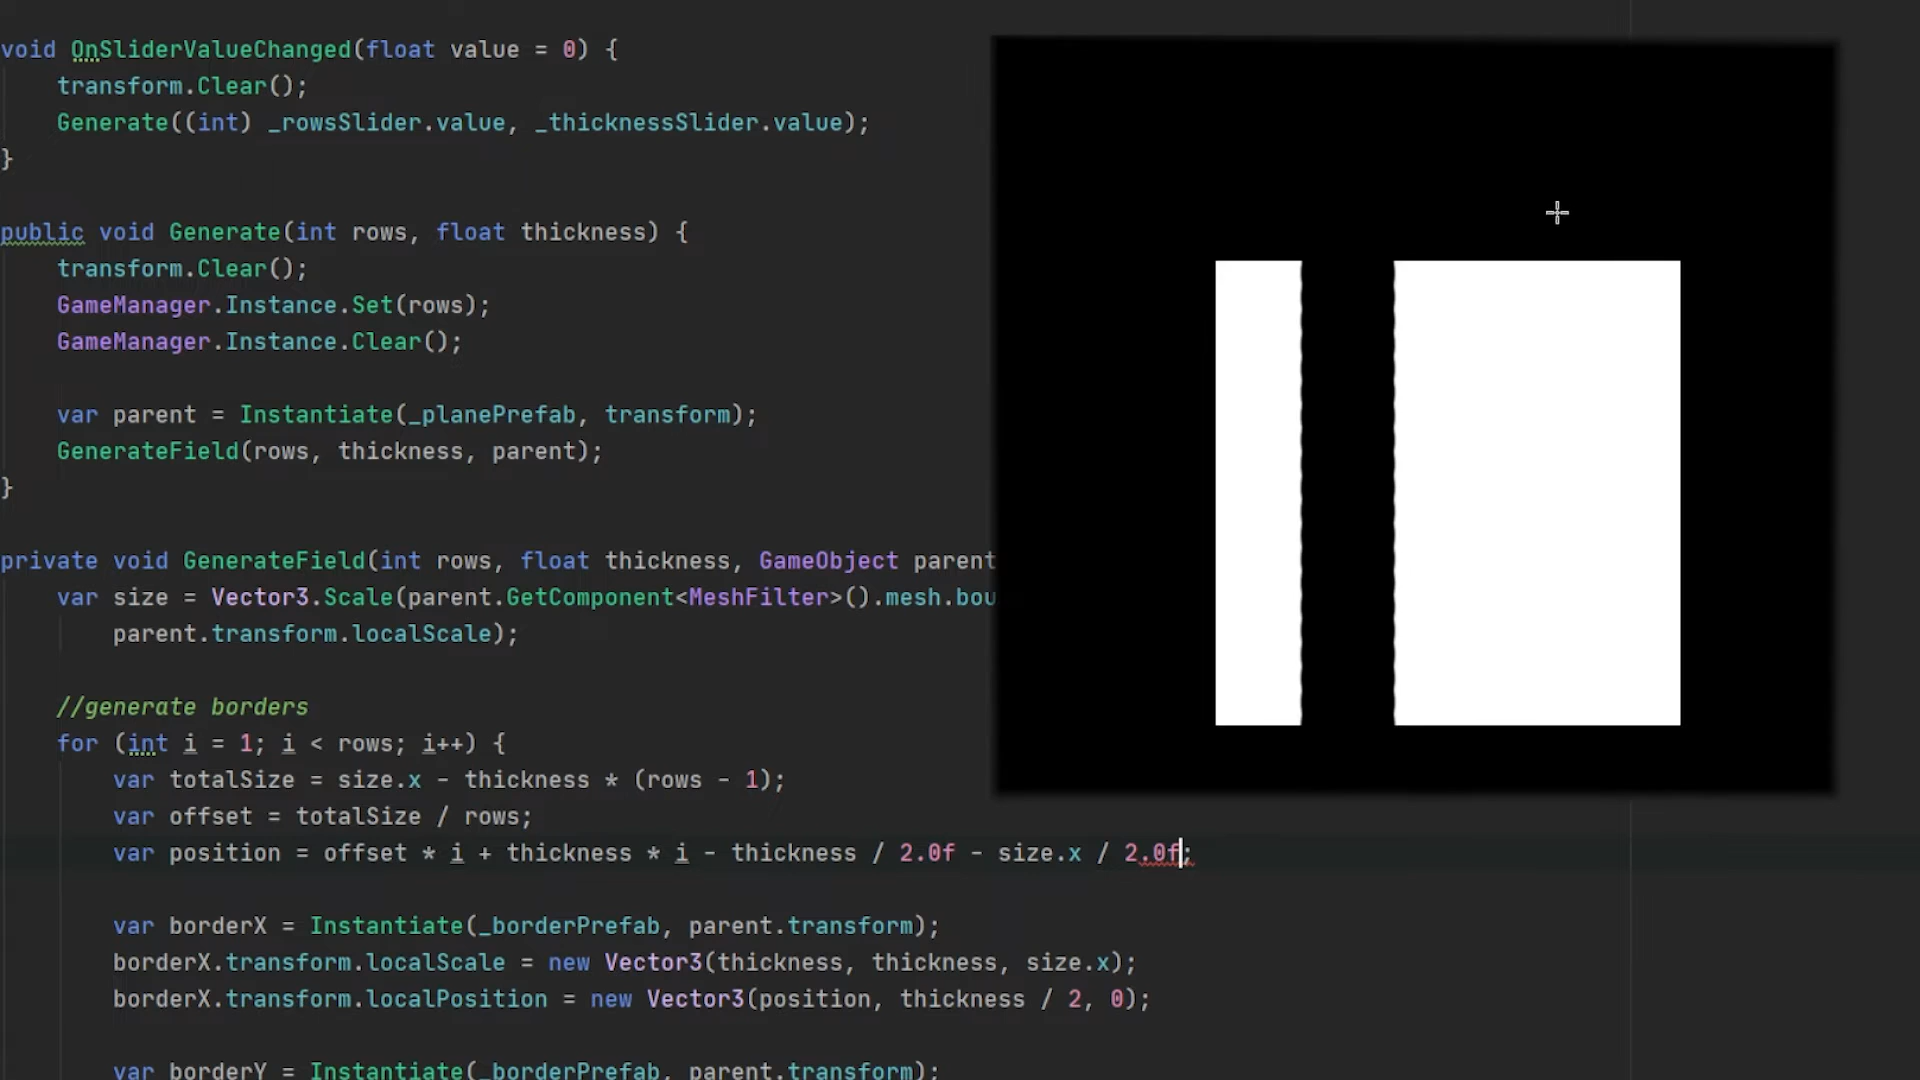 void OnSliderValueChanged(float value = 0) {
transform.Clear();
Generate((int) _rowsSlider.value, _thicknessSlider.value);
}
public void Generate(int rows, float thickness) {
transform.Clear();
GameManager.Instance.Set(rows);
GameManager.Instance.Clear();
var parent = Instantiate(_planePrefab, transform);
GenerateField(rows, thickness, parent);
}
private void GenerateField(int rows, float thickness, GameObject parent
var size = Vector3.Scale(parent.GetComponent<MeshFilter>().mesh.bou
parent.transform.localScale);
//generate borders
for (int i = 1; i < rows; i++) {
var totalSize = size.x - thickness * (rows - 1);
var offset = totalSize / rows;
var position = offset * i + thickness * i - thickness / 2.0f - size.x / 2.0f;
var borderX = Instantiate(_borderPrefab, parent.transform);
borderX.transform.localScale = new Vector3(thickness, thickness, size.x);
borderX.transform.localPosition = new Vector3(position, thickness / 2, 0);
var borderY = Instantiate(_borderPrefab, parent.transform);